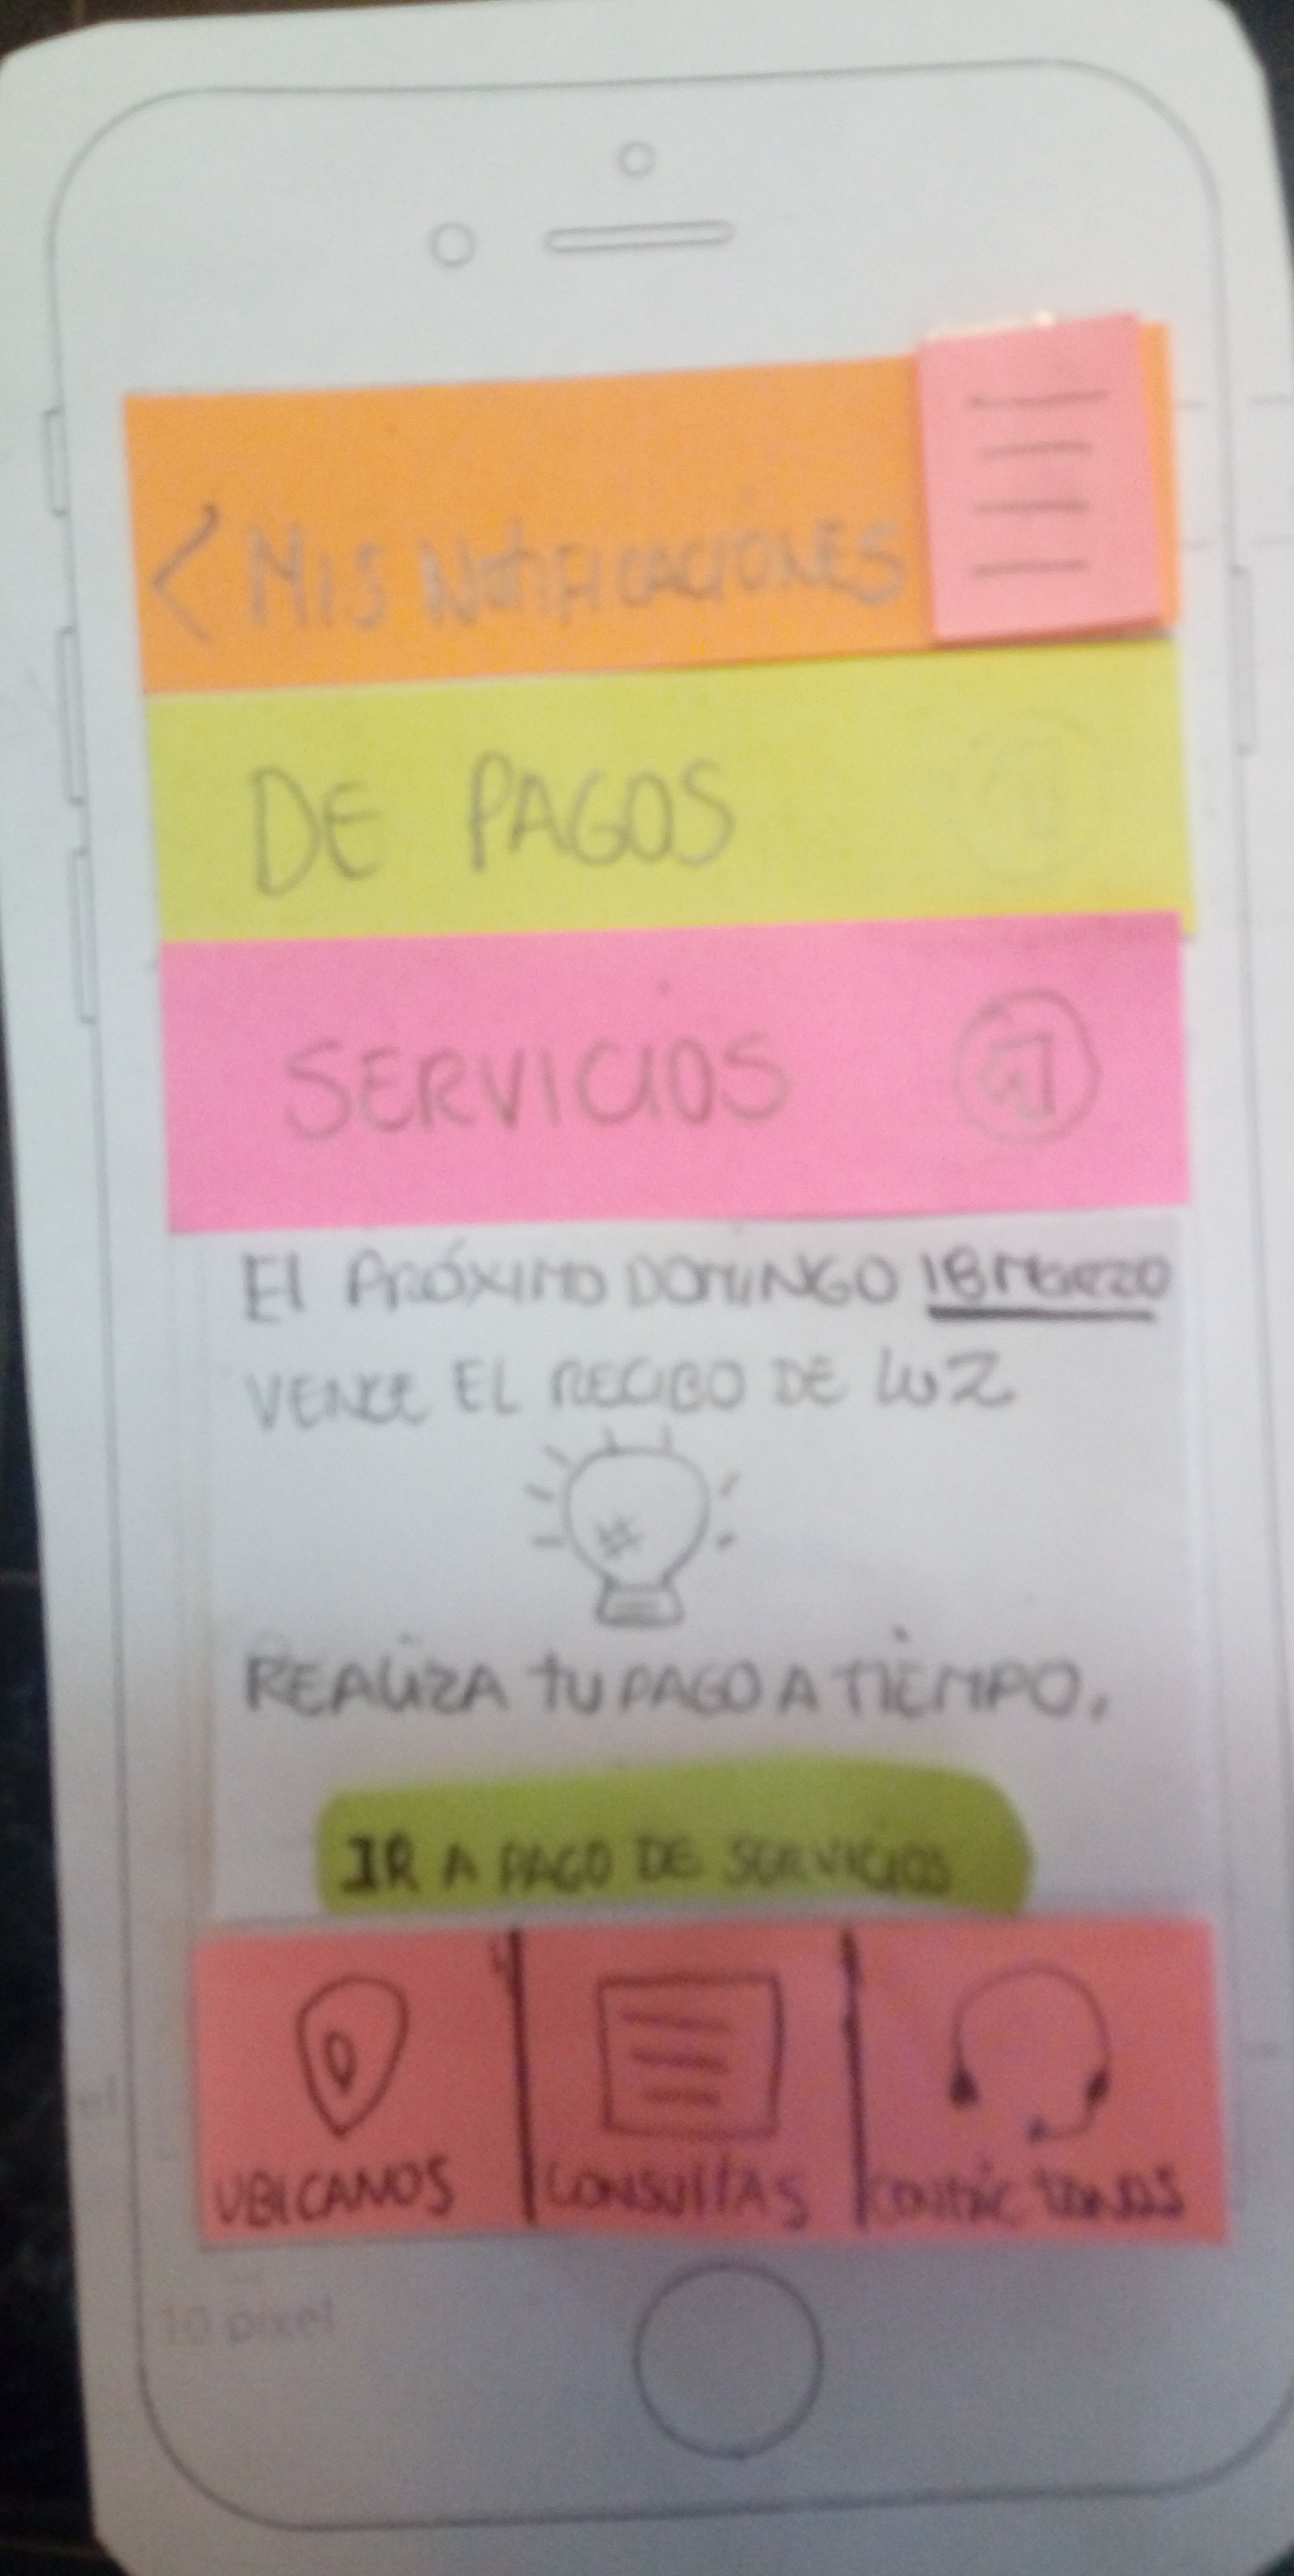 < MIS NOTIFICACIONES
DE PAGOS
SERVICIOS
El PRÓXIMO DOMINGO 18 MARZO
VENCE EL RECIBO DE LUZ
REALIZA TU PAGO A TIEMPO.
IR A PAGO DE SERVICIOS
UBICANOS
CONSULTAS
CONTÁCTANOS
10 pixel